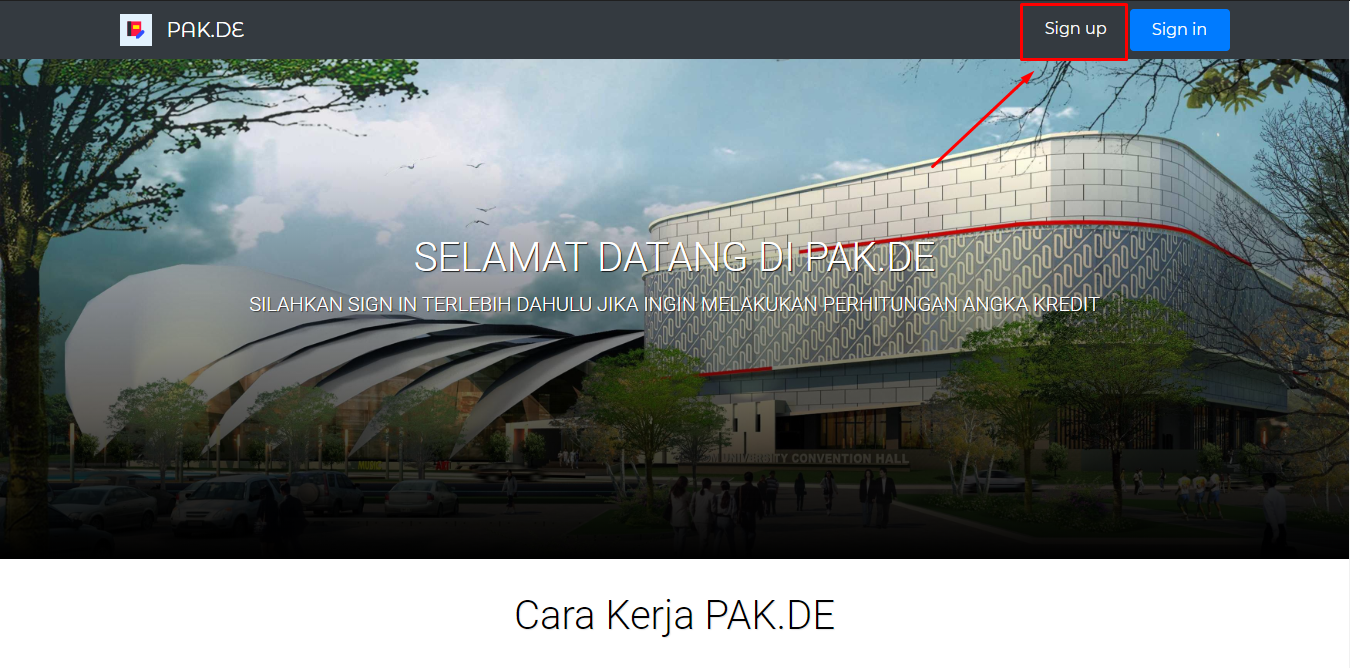 PAK.DE
Sign up
Sign in
SELAMAT DATANG DI PAK.DE
SILAHKAN SIGN IN TERLEBIH DAHULU JIKA INGIN MELAKUKAN PERHITUNGAN ANGKA KREDIT
UNIVERSITY CONVENTION HALL
Cara Kerja PAK.DE